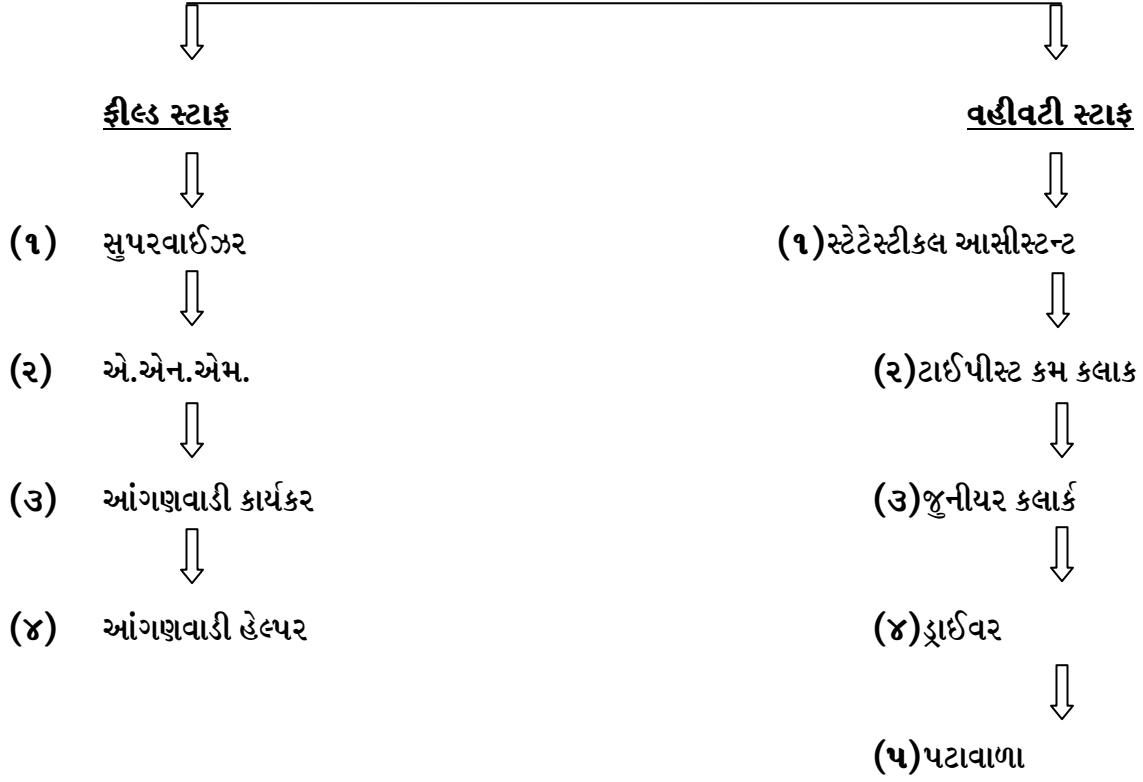 ફીલ્ડ સ્ટાફ વહીવટી સ્ટાફ
(૧) સુપરવાઈઝર (૧)સ્ટેટેસ્ટીકલ આસીસ્ટન્ટ
(૨) એ.એન.એમ. (૨)ટાઈપીસ્ટ કમ કલાક
(૩) આંગણવાડી કાર્યકર (૩)જુનીયર કલાર્ક
(૪) આંગણવાડી હેલ્પર (૪)ડ્રાઈવર
(૫)પટાવાળા